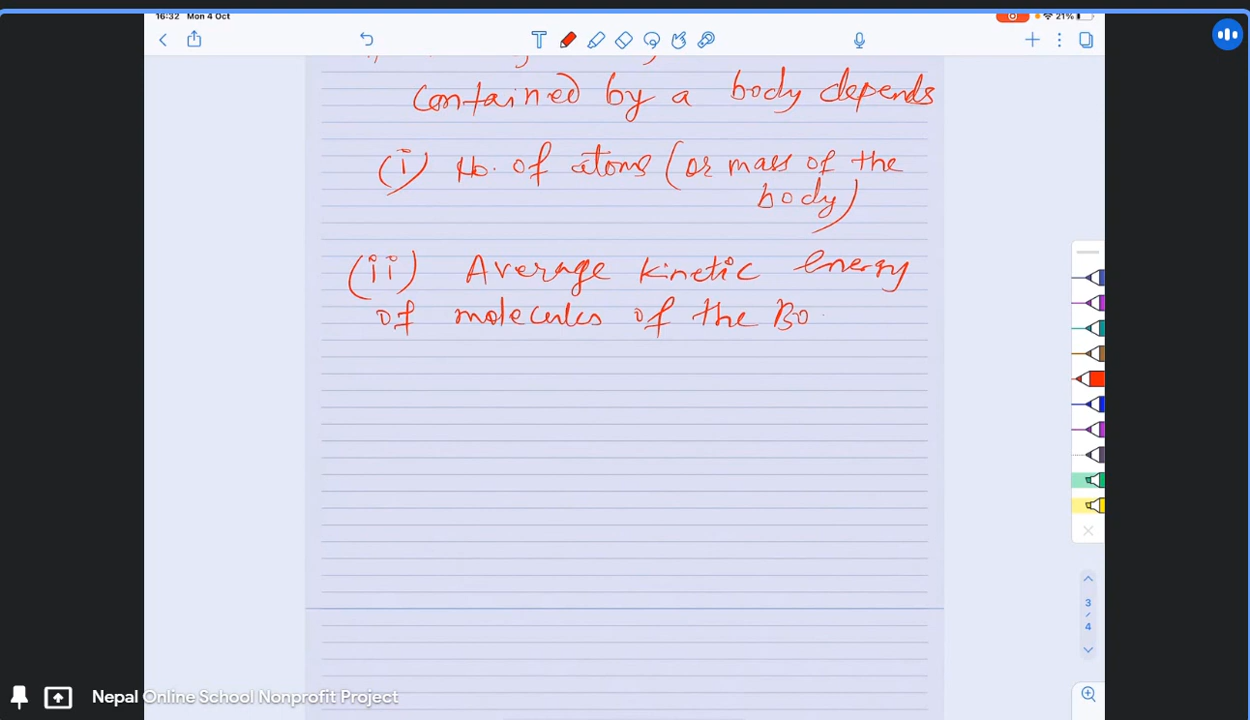 16:32 Mon 4 Oct
21%
contained by a body depends
(i) No. of atoms (or mass of the
body)
(ii) Average kinetic energy
of molecules of the Bo
3
/
4
Nepal Online School Nonprofit Project